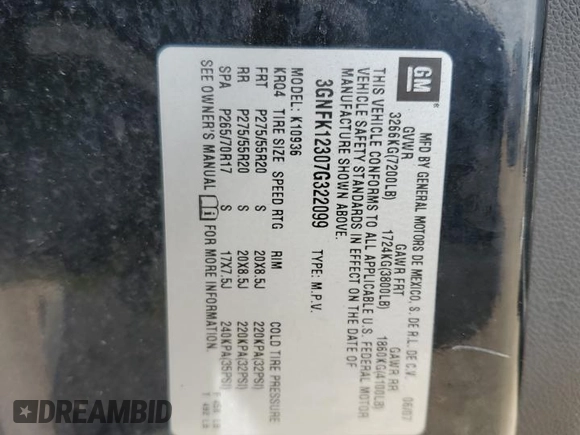 GM
MFD BY GENERAL MOTORS DE MEXICO, S. DE R.L. DE C.V. 06/07
GVWR GAWR FRT GAWR RR
3266KG(7200LB) 1724KG(3800LB) 1860KG(4100LB)
THIS VEHICLE CONFORMS TO ALL APPLICABLE U.S. FEDERAL MOTOR
VEHICLE SAFETY STANDARDS IN EFFECT ON THE DATE OF
MANUFACTURE SHOWN ABOVE.
3GNFK12307G322099 TYPE: M.P.V.
MODEL: K10936
KRQ4 TIRE SIZE SPEED RTG RIM COLD TIRE PRESSURE
FRT P275/55R20 S 20X8.5J 220KPA(32PSI)
RR P275/55R20 S 20X8.5J 220KPA(32PSI)
SPA P265/70R17 S 17X7.5J 240KPA(35PSI)
SEE OWNER'S MANUAL FOR MORE INFORMATION.
DREAMBID